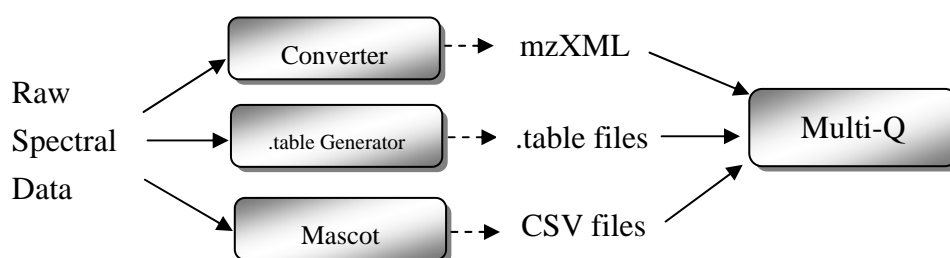 Raw
Spectral
Data
Converter
mzXML
.table Generator
.table files
Mascot
CSV files
Multi-Q